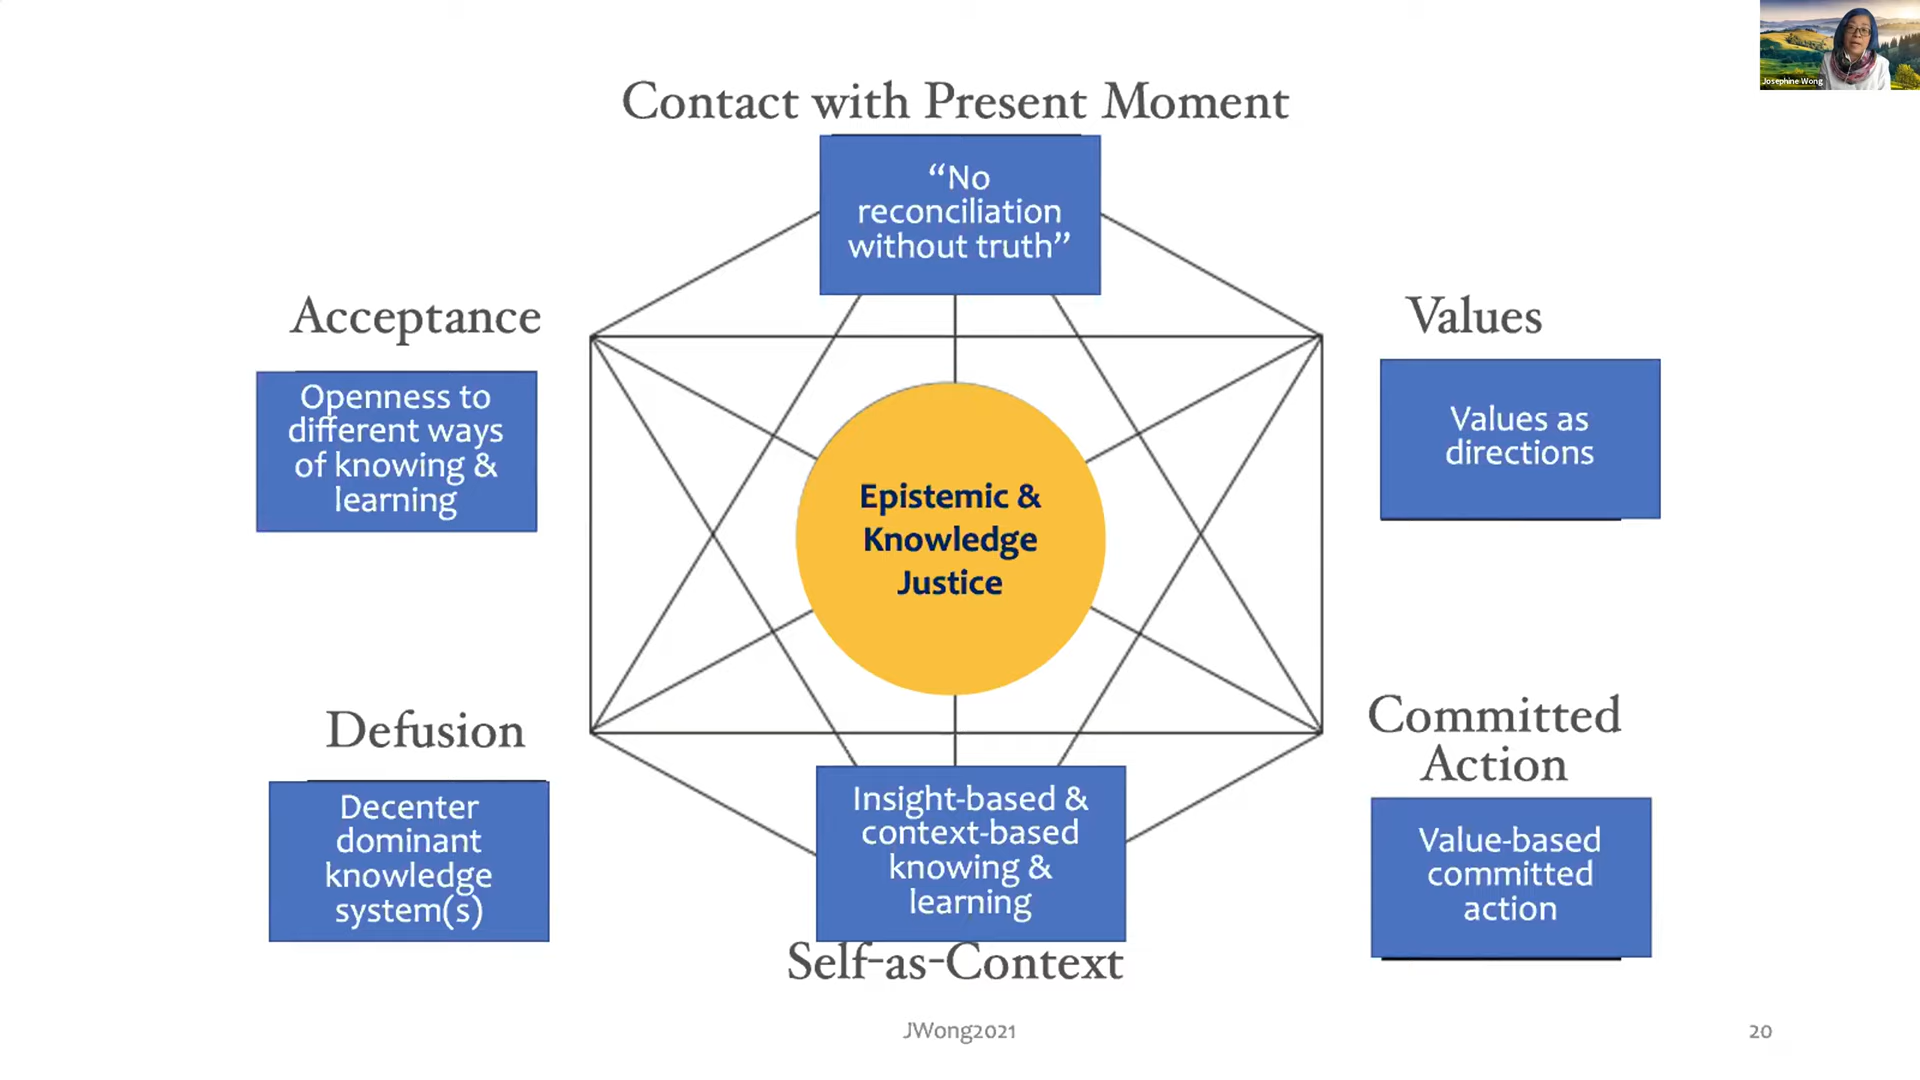 Josephine Wong
Contact with Present Moment
“No
reconciliation
without truth”
Acceptance
Openness to
different ways
of knowing &
learning
Values
Values as
directions
Epistemic &
Knowledge
Justice
Defusion
Decenter
dominant
knowledge
system(s)
Insight-based &
context-based
knowing &
learning
Self-as-Context
Committed
Action
Value-based
committed
action
JWong2021
20